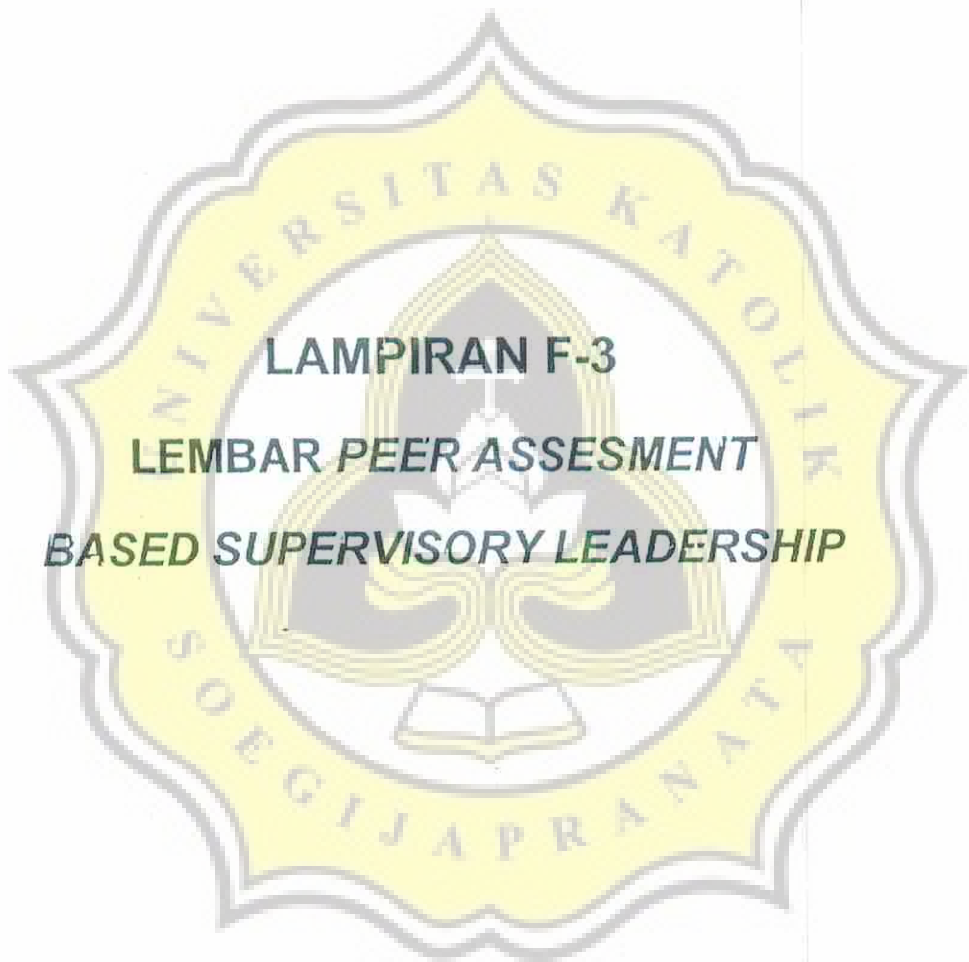 UNIVERSITAS KATOLIK
LAMPIRAN F-3
LEMBAR PEER ASSESMENT
BASED SUPERVISORY LEADERSHIP
SOEGIJAPRANATA